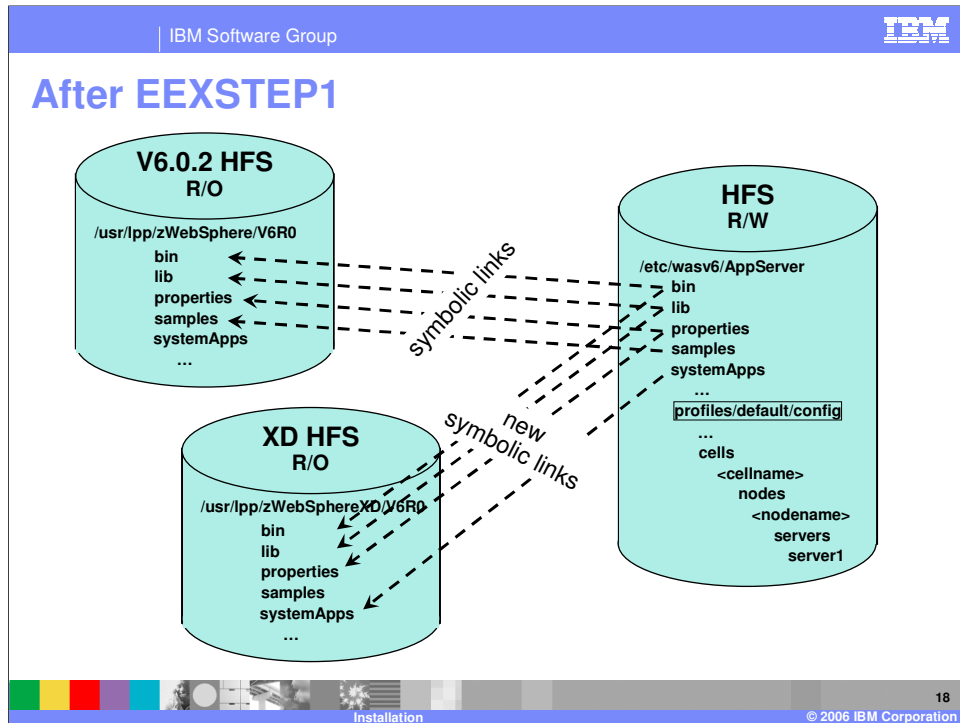 IBM Software Group
IBM
After EEXSTEP1
V6.0.2 HFS
R/O
/usr/lpp/zWebSphere/V6R0
bin
lib
properties
samples
systemApps
...
symbolic links
HFS
R/W
/etc/wasv6/AppServer
bin
lib
properties
samples
systemApps
...
profiles/default/config
...
cells
<cellname>
nodes
<nodename>
servers
server1
new
symbolic links
XD HFS
R/O
/usr/lpp/zWebSphereXD/V6R0
bin
lib
properties
samples
systemApps
...
18
Installation
© 2006 IBM Corporation